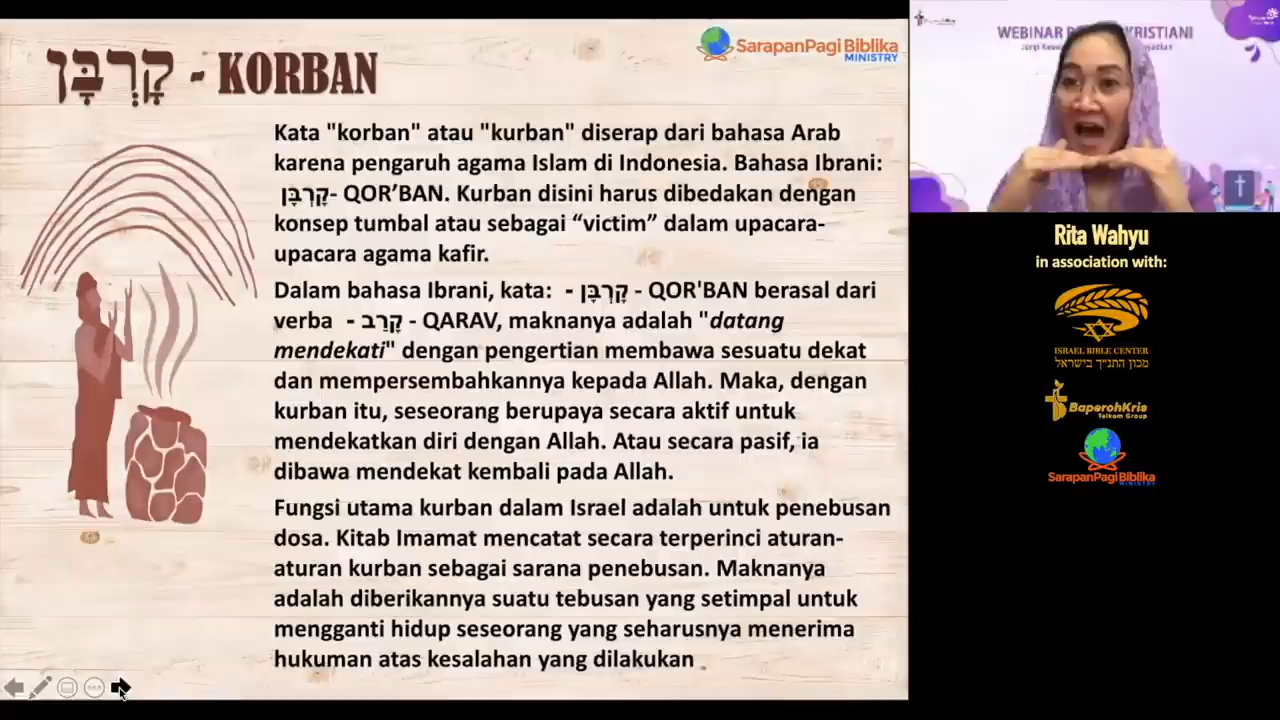 קָרְבָּן - KORBAN
SarapanPagi Biblika
MINISTRY
Kata "korban" atau "kurban" diserap dari bahasa Arab
karena pengaruh agama Islam di Indonesia. Bahasa Ibrani:
קָרְבָּן- QOR’BAN. Kurban disini harus dibedakan dengan
konsep tumbal atau sebagai “victim” dalam upacara-
upacara agama kafir.
Dalam bahasa Ibrani, kata: - קָרְבָּן - QOR'BAN berasal dari
verba - קָרַב - QARAV, maknanya adalah "datang
mendekati" dengan pengertian membawa sesuatu dekat
dan mempersembahkannya kepada Allah. Maka, dengan
kurban itu, seseorang berupaya secara aktif untuk
mendekatkan diri dengan Allah. Atau secara pasif, ia
dibawa mendekat kembali pada Allah.
Fungsi utama kurban dalam Israel adalah untuk penebusan
dosa. Kitab Imamat mencatat secara terperinci aturan-
aturan kurban sebagai sarana penebusan. Maknanya
adalah diberikannya suatu tebusan yang setimpal untuk
mengganti hidup seseorang yang seharusnya menerima
hukuman atas kesalahan yang dilakukan
WEBINAR
KRISTIANI
Rita Wahyu
in association with:
ISRAEL BIBLE CENTER
מכון התנ"ך בישראל
BaperohKris
Telkom Group
SarapanPagi Biblika
MINISTRY